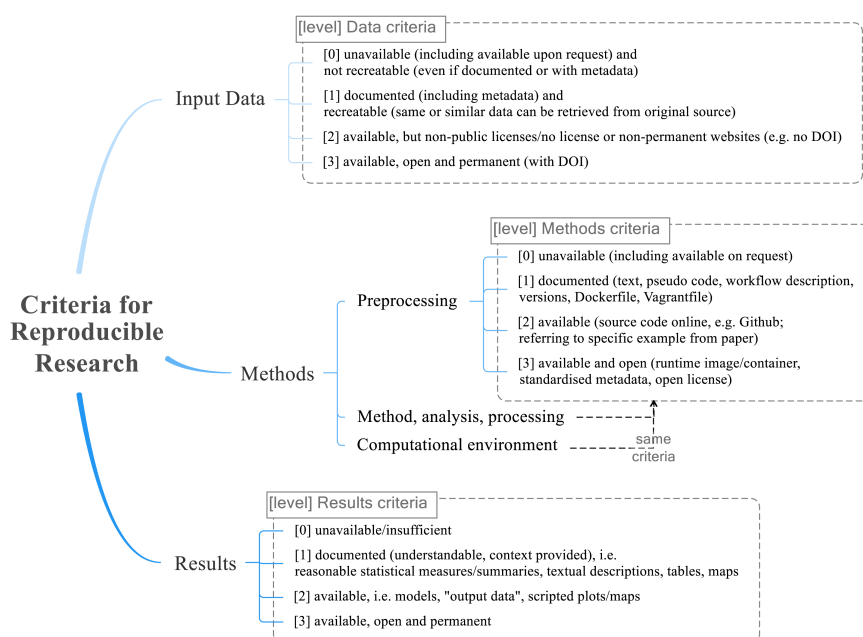 [level] Data criteria
[0] unavailable (including available upon request) and
not recreatable (even if documented or with metadata)
Input Data
[1] documented (including metadata) and
recreatable (same or similar data can be retrieved from original source)
[2] available, but non-public licenses/no license or non-permanent websites (e.g. no DOI)
[3] available, open and permanent (with DOI)
Criteria for
Reproducible
Research
Methods
[level] Methods criteria
Preprocessing
[0] unavailable (including available on request)
[1] documented (text, pseudo code, workflow description,
versions, Dockerfile, Vagrantfile)
[2] available (source code online, e.g. Github;
referring to specific example from paper)
[3] available and open (runtime image/container,
standardised metadata, open license)
Method, analysis, processing
Computational environment
same
criteria
[level] Results criteria
Results
[0] unavailable/insufficient
[1] documented (understandable, context provided), i.e.
reasonable statistical measures/summaries, textual descriptions, tables, maps
[2] available, i.e. models, "output data", scripted plots/maps
[3] available, open and permanent